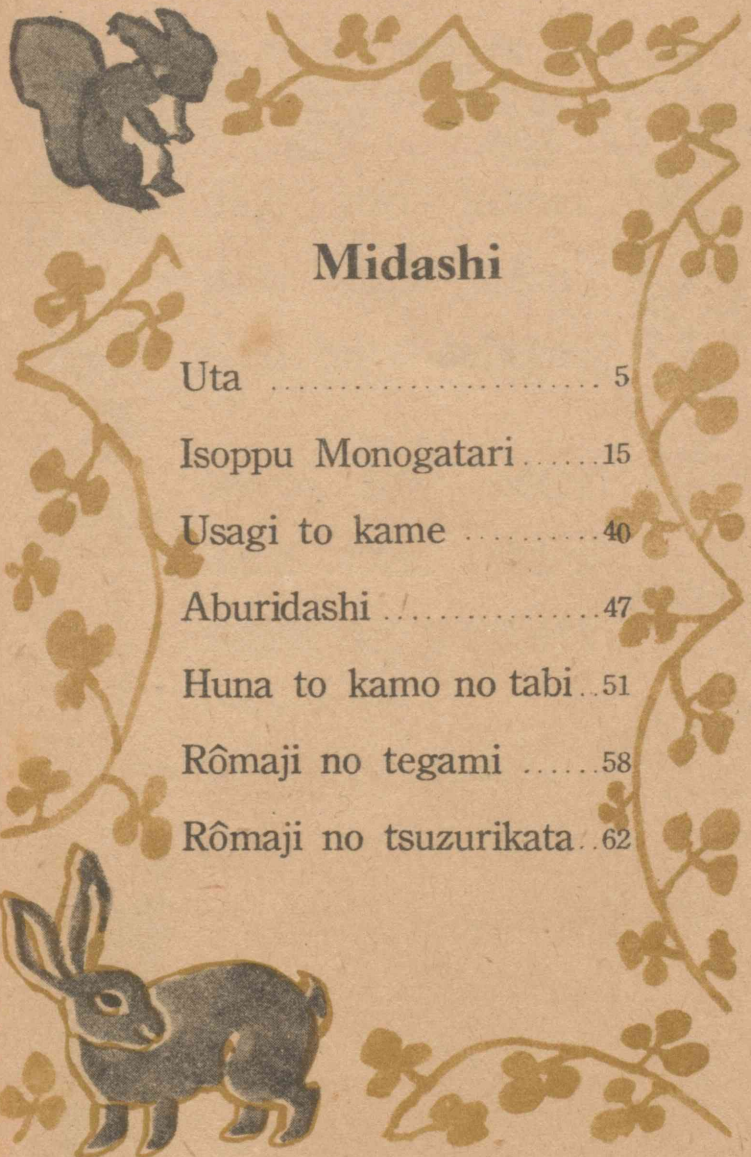 Midashi
Uta ........................ 5
Isoppu Monogatari......15
Usagi to kame ..........40
Aburidashi ................47
Huna to kamo no tabi..51
Rômaji no tegami ......58
Rômaji no tsuzurikata..62